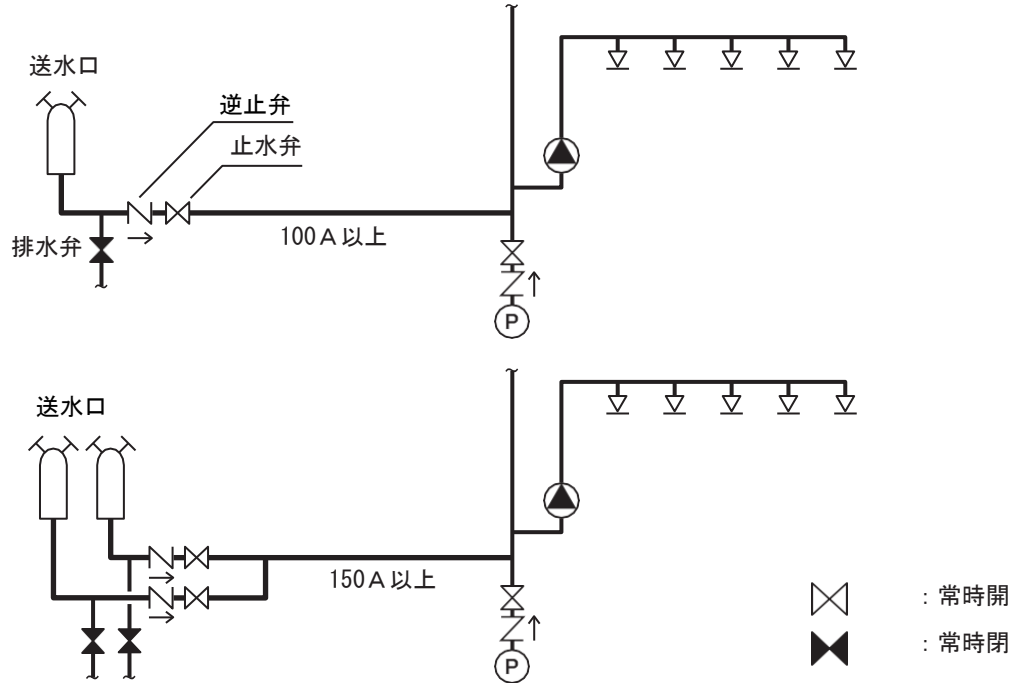 送水口
逆止弁
止水弁
100A以上
排水弁
P
送水口
150A以上
P
：常時開
：常時閉